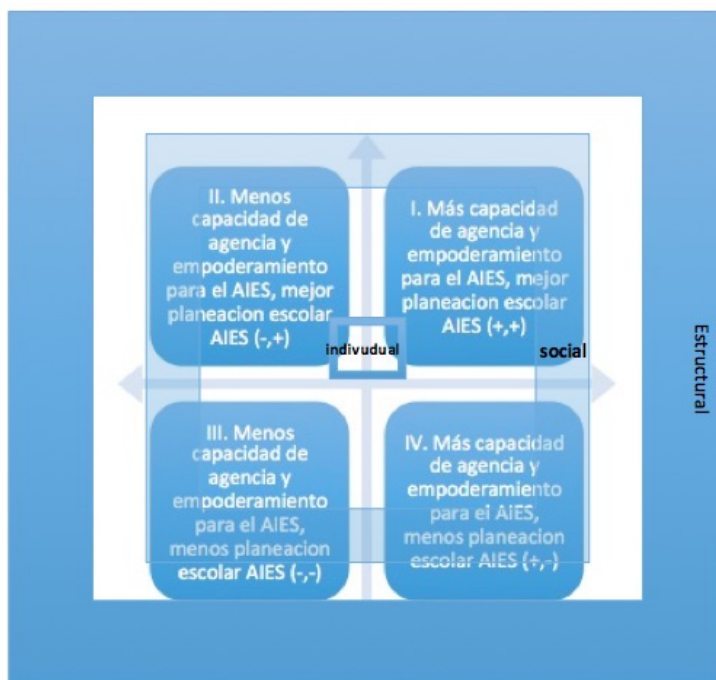 II. Menos
capacidad de
agencia y
empoderamiento
para el AIES, mejor
planeacion escolar
AIES (-,+)
I. Más capacidad
de agencia y
empoderamiento
para el AIES, mejor
planeacion escolar
AIES (+,+)
indivudual
social
Estructural
III. Menos
capacidad de
agencia y
empoderamiento
para el AIES,
menos planeacion
escolar AIES (-,-)
IV. Más capacidad
de agencia y
empoderamiento
para el AIES,
menos planeacion
escolar AIES (+,-)